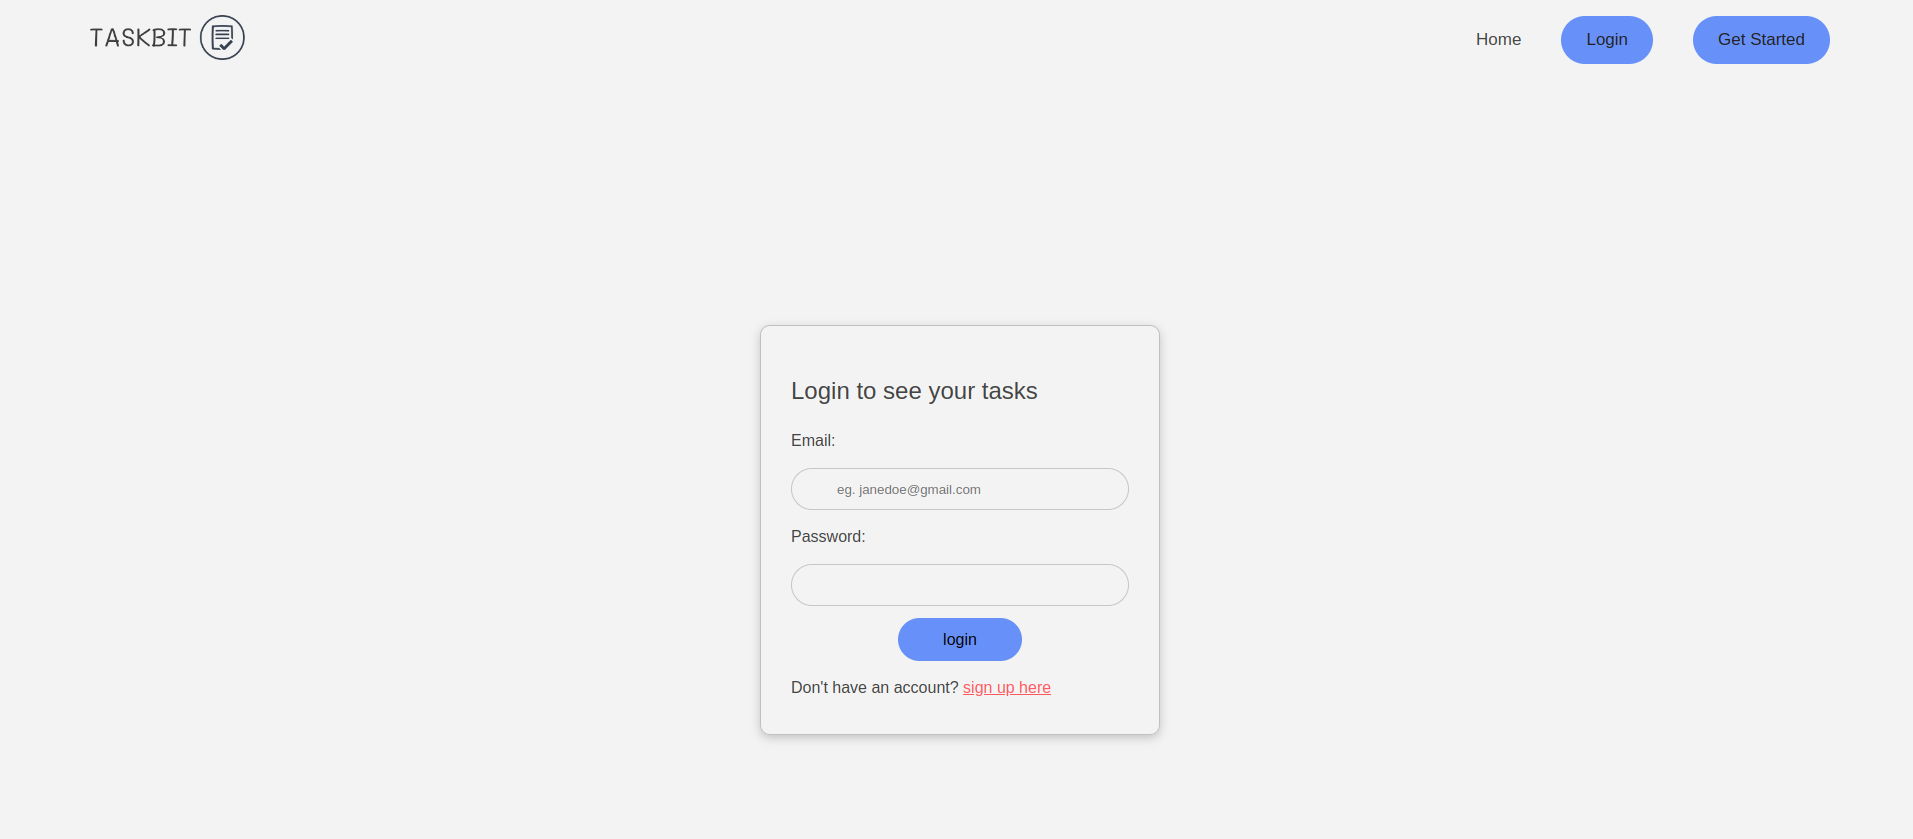 TASKBIT
Home Login Get Started
Login to see your tasks
Email:
eg. janedoe@gmail.com
Password:
login
Don't have an account? sign up here